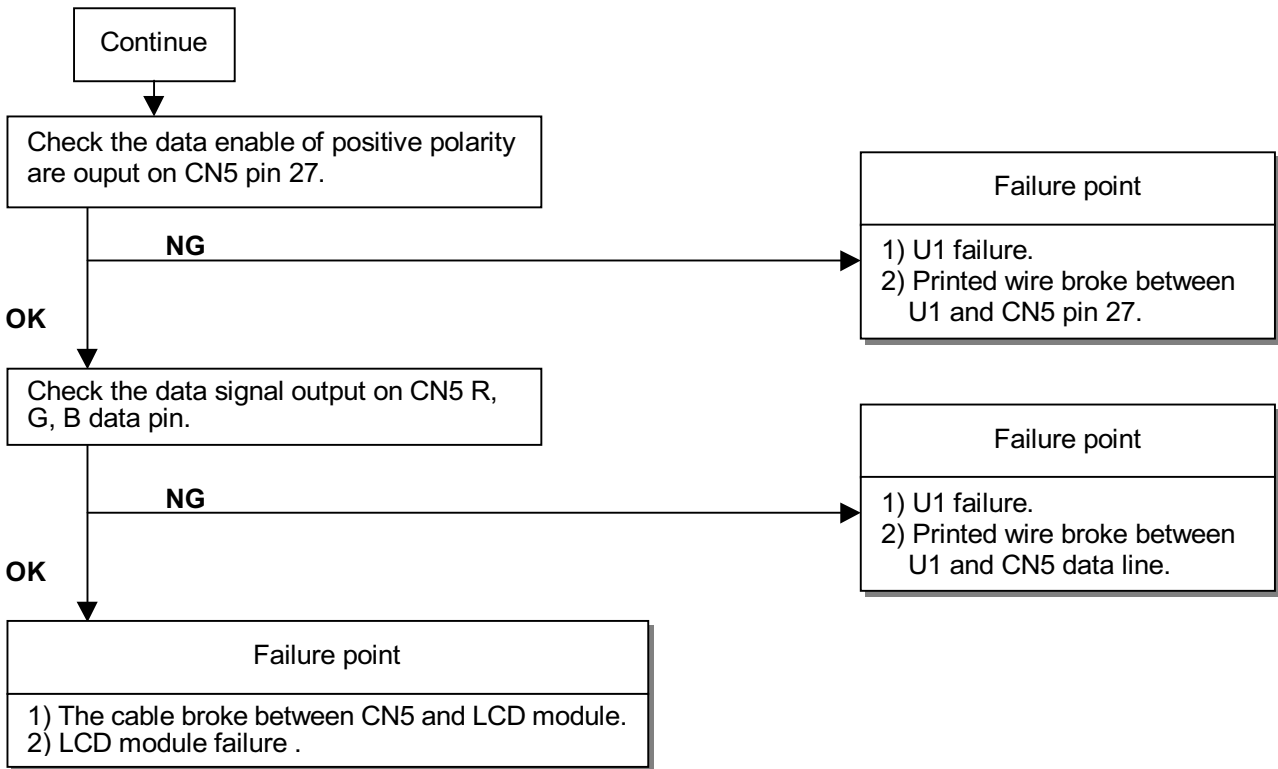 Continue
Check the data enable of positive polarity
are ouput on CN5 pin 27.
NG
Failure point
1) U1 failure.
2) Printed wire broke between
U1 and CN5 pin 27.
OK
Check the data signal output on CN5 R,
G, B data pin.
NG
Failure point
1) U1 failure.
2) Printed wire broke between
U1 and CN5 data line.
OK
Failure point
1) The cable broke between CN5 and LCD module.
2) LCD module failure .